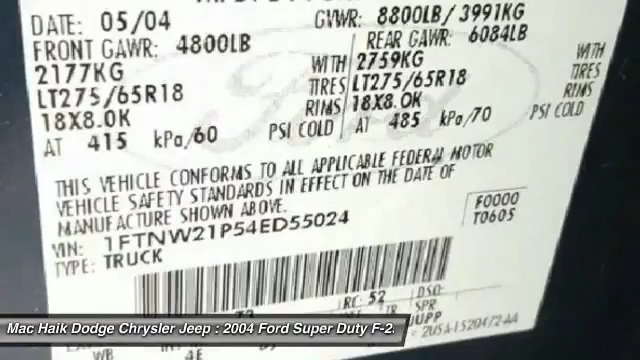 DATE: 05/04
GVWR: 8800LB/ 3991KG
FRONT GAWR: 4800LB
REAR GAWR: 6084LB
2177KG WITH
2759KG WITH
LT275/65R18 TIRES
LT275/65R18 TIRES
18X8.0K RIMS
18X8.0K RIMS
AT 415 kPa/60 PSI COLD
AT 485 kPa/70 PSI COLD
THIS VEHICLE CONFORMS TO ALL APPLICABLE FEDERAL MOTOR
VEHICLE SAFETY STANDARDS IN EFFECT ON THE DATE OF
MANUFACTURE SHOWN ABOVE.
F0000
T0605
VIN: 1FTNW21P54ED55024
TYPE: TRUCK
RC: 52
DSO:
SPR
Mac Haik Dodge Chrysler Jeep : 2004 Ford Super Duty F-2
WB
4E